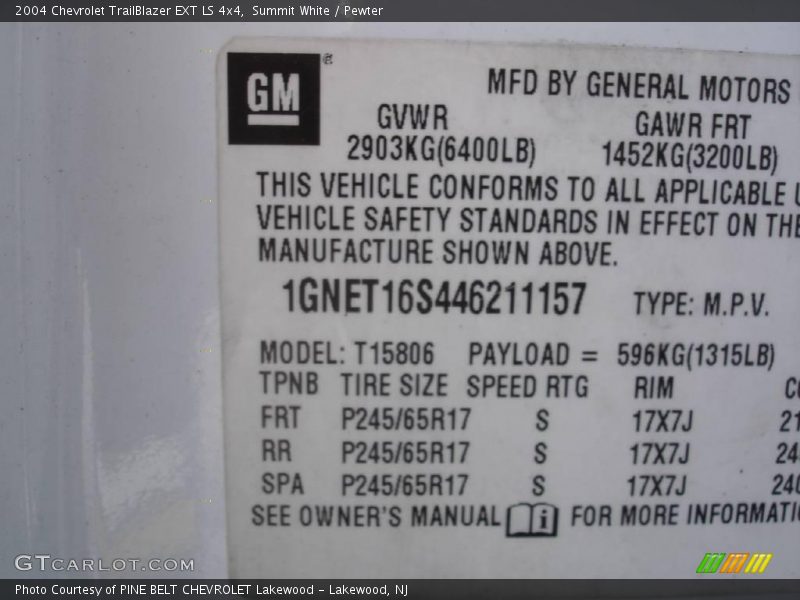 2004 Chevrolet TrailBlazer EXT LS 4x4,  Summit White / Pewter
GM®
MFD BY GENERAL MOTORS
GVWR GAWR FRT
2903KG(6400LB) 1452KG(3200LB)
THIS VEHICLE CONFORMS TO ALL APPLICABLE
VEHICLE SAFETY STANDARDS IN EFFECT ON THE
MANUFACTURE SHOWN ABOVE.
1GNET16S446211157 TYPE: M.P.V.
MODEL: T15806 PAYLOAD = 596KG(1315LB)
TPNB TIRE SIZE SPEED RTG RIM
FRT P245/65R17 S 17X7J 21
RR P245/65R17 S 17X7J 24
SPA P245/65R17 S 17X7J 240
SEE OWNER'S MANUAL i FOR MORE INFORMATI
GTCARLOT.COM
Photo Courtesy of PINE BELT CHEVROLET Lakewood - Lakewood, NJ